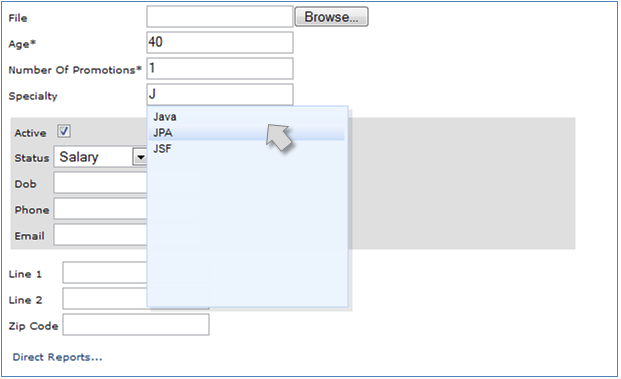 File Browse...
Age* 40
Number Of Promotions* 1
Specialty J
Java
Active
JPA
JSF
Status Salary
Dob
Phone
Email
Line 1
Line 2
Zip Code
Direct Reports...